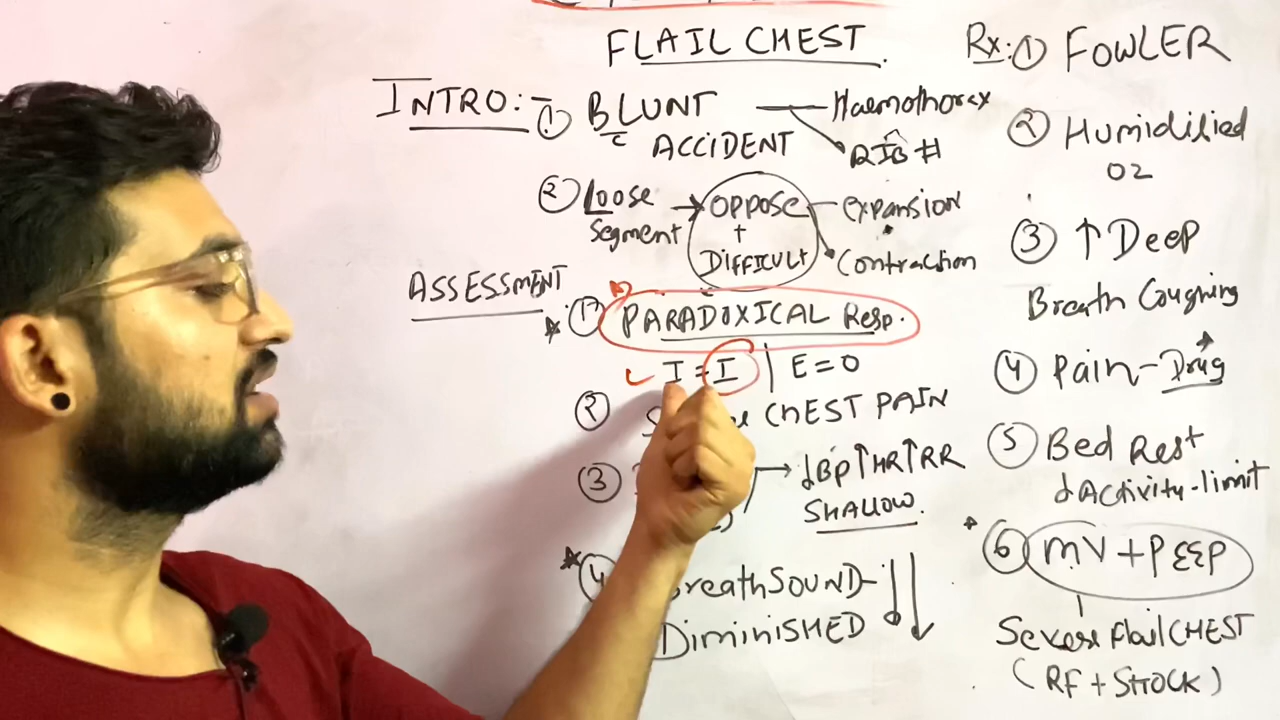 FLAIL CHEST
INTRO:-
① BLUNT — Haemothorax
c̄ ACCIDENT RIB #
② Loose → OPPOSE — expansion
Segment + DIFFICULT Contraction
ASSESSMENT
① PARADOXICAL Resp.
I = I | E = O
② CHEST PAIN
③ → ↓BP↑HR↑RR
SHALLOW.
④ BreathSOUND- ↓↓
DiminiSHED
Rx: ① FOWLER
② Humidified
O2
③ ↑ Deep
Breath Coughing
④ Pain-Drug
⑤ Bed Rest
↓Activity-limit
⑥ MV + PEEP
Severe Flail CHEST
(RF + SHOCK)